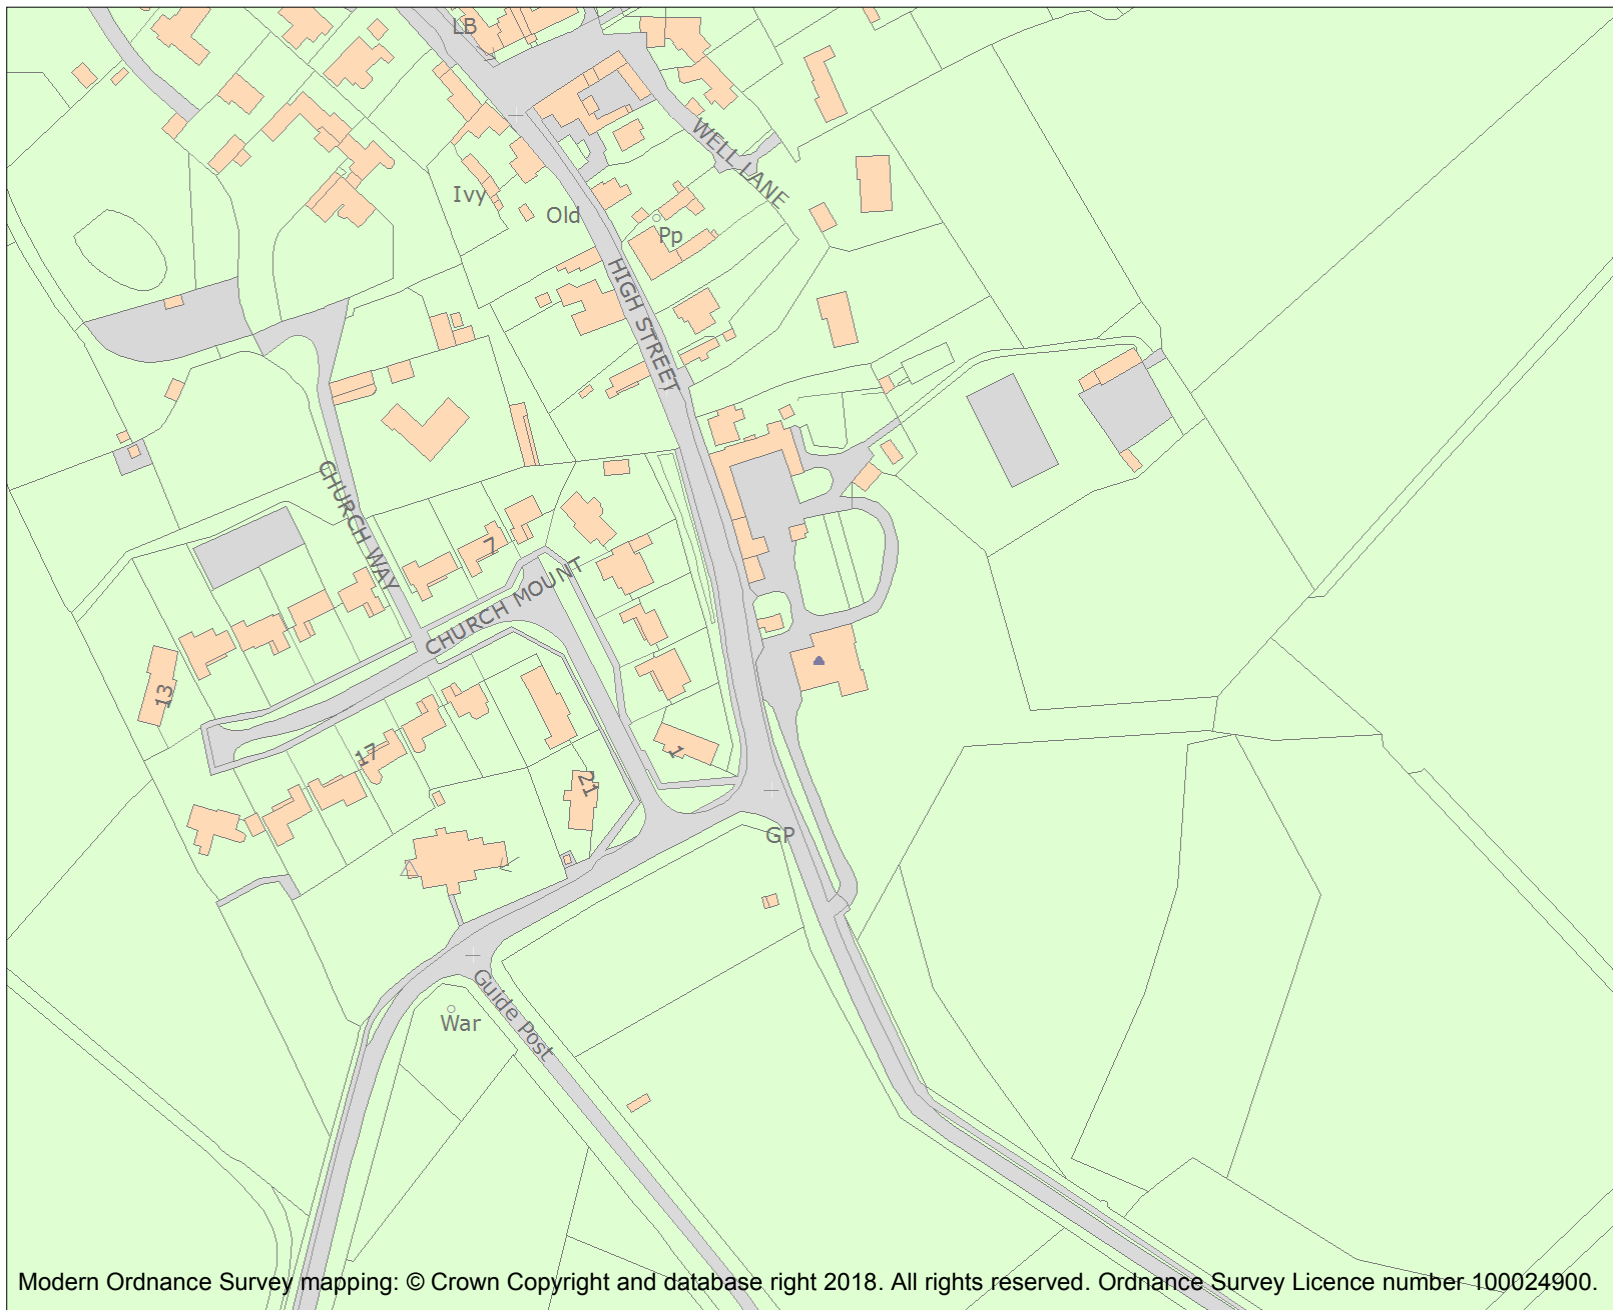 LB
WELL LANE
Ivy
Old
Pp
HIGH STREET
CHURCH WAY
7
CHURCH MOUNT
13
1
17
21
GP
Guide Post
War
Modern Ordnance Survey mapping: © Crown Copyright and database right 2018. All rights reserved. Ordnance Survey Licence number 100024900.